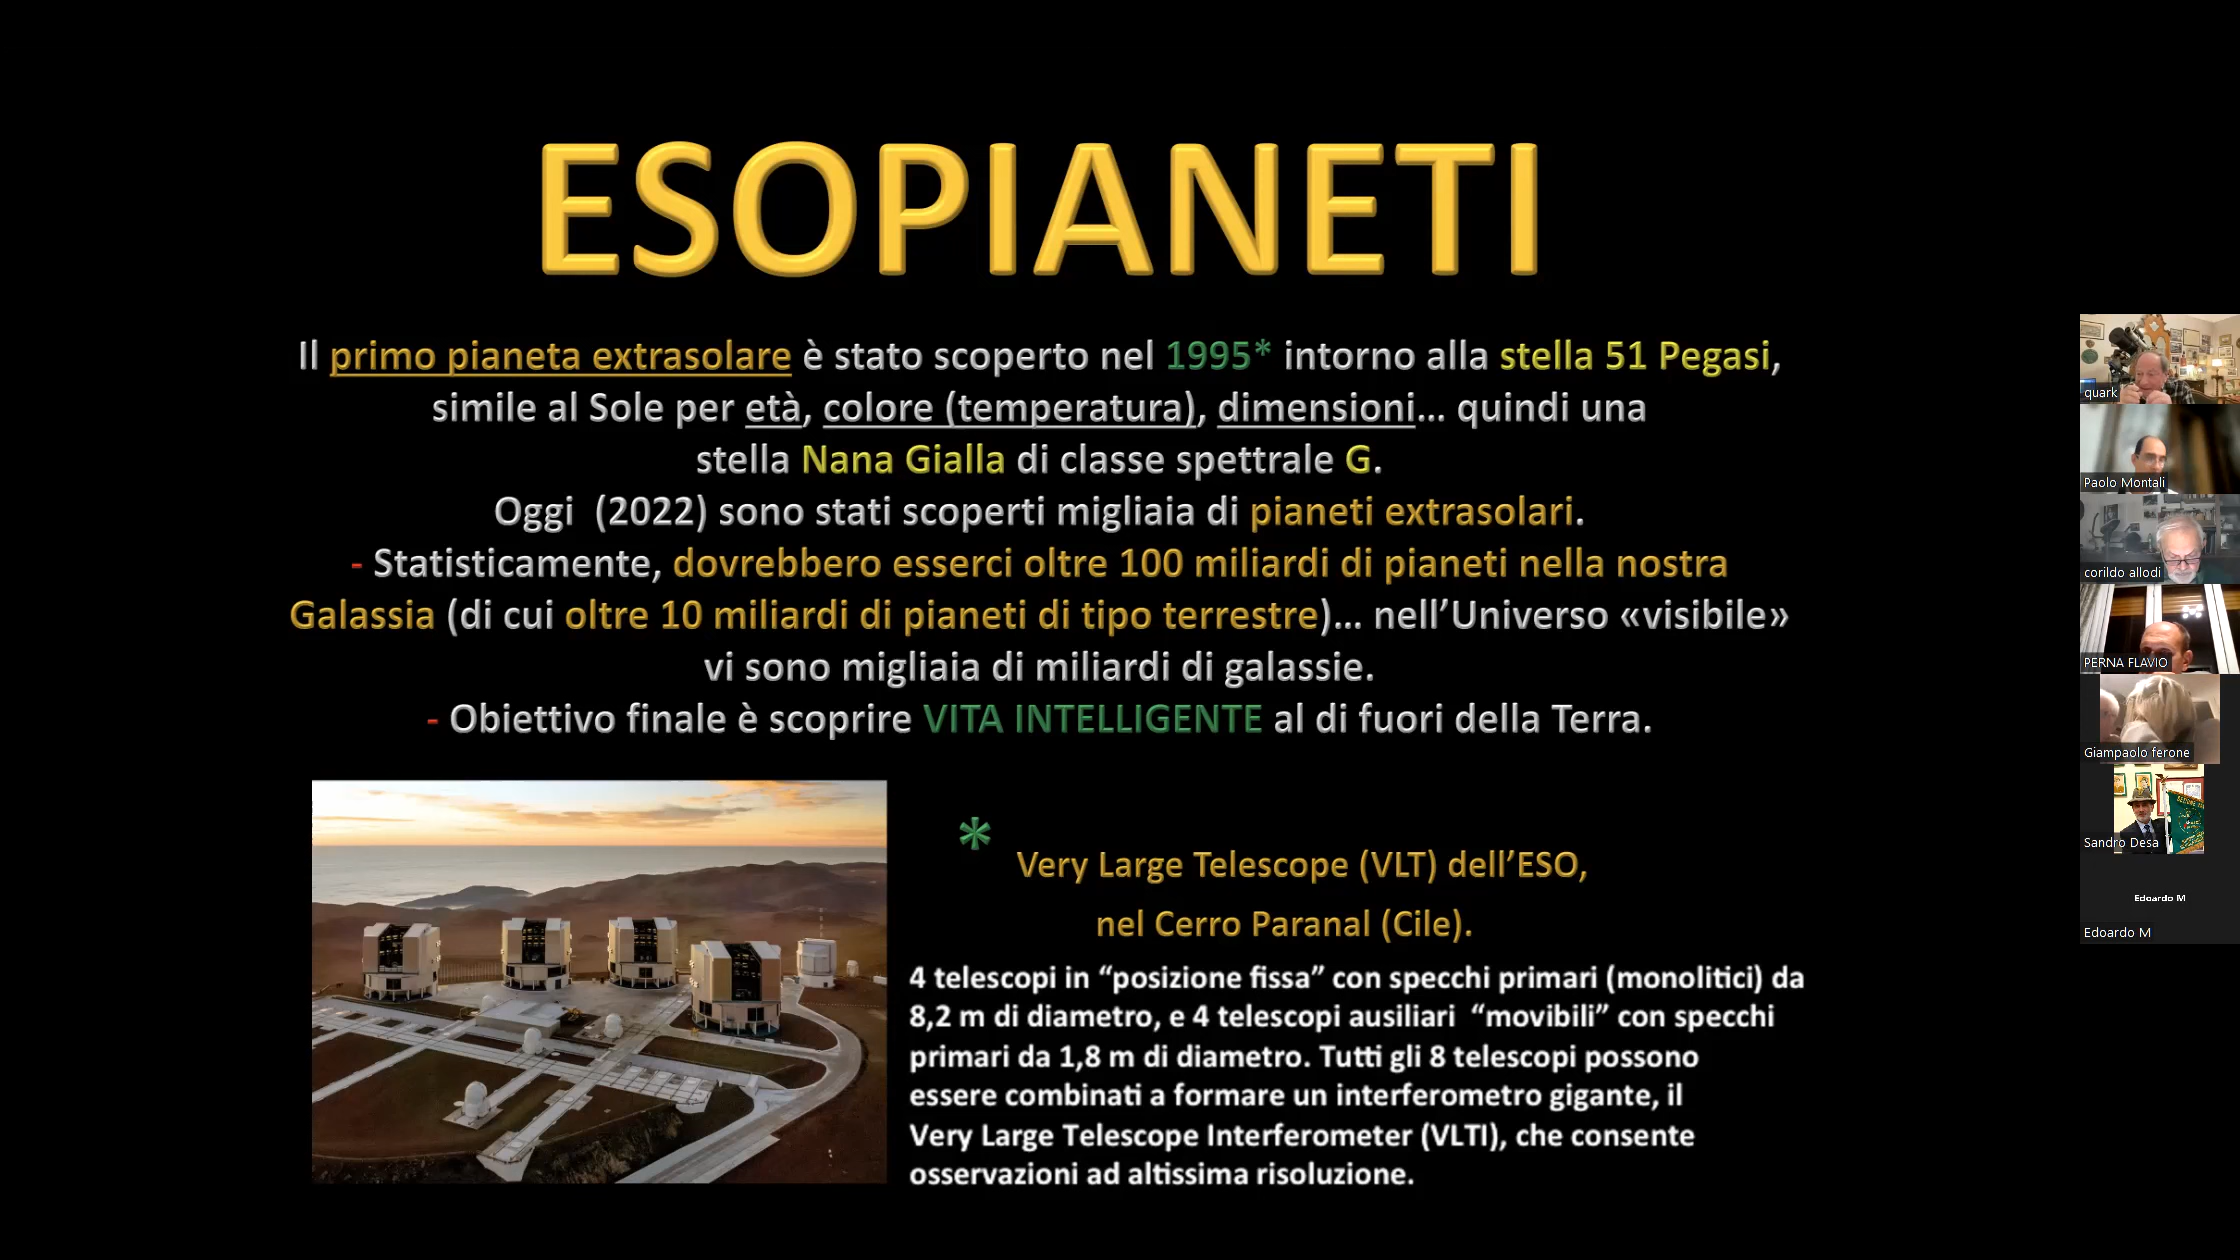 ESOPIANETI
Il primo pianeta extrasolare è stato scoperto nel 1995* intorno alla stella 51 Pegasi,
simile al Sole per età, colore (temperatura), dimensioni... quindi una
stella Nana Gialla di classe spettrale G.
Oggi (2022) sono stati scoperti migliaia di pianeti extrasolari.
- Statisticamente, dovrebbero esserci oltre 100 miliardi di pianeti nella nostra
Galassia (di cui oltre 10 miliardi di pianeti di tipo terrestre)... nell'Universo «visibile»
vi sono migliaia di miliardi di galassie.
- Obiettivo finale è scoprire VITA INTELLIGENTE al di fuori della Terra.
* Very Large Telescope (VLT) dell'ESO,
nel Cerro Paranal (Cile).
4 telescopi in "posizione fissa" con specchi primari (monolitici) da
8,2 m di diametro, e 4 telescopi ausiliari "movibili" con specchi
primari da 1,8 m di diametro. Tutti gli 8 telescopi possono
essere combinati a formare un interferometro gigante, il
Very Large Telescope Interferometer (VLTI), che consente
osservazioni ad altissima risoluzione.
quark
Paolo Montali
corildo allodi
PERNA FLAVIO
Giampaolo ferone
Sandro Desa
Edoardo M
Edoardo M